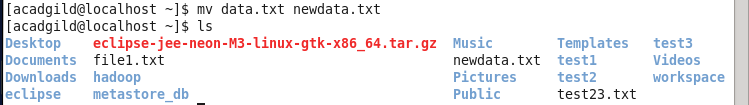 [acadgild@localhost ~]$ mv data.txt newdata.txt
[acadgild@localhost ~]$ ls
Desktop    eclipse-jee-neon-M3-linux-gtk-x86_64.tar.gz  Music        Templates   test3
Documents  file1.txt                                    newdata.txt  test1       Videos
Downloads  hadoop                                       Pictures     test2       workspace
eclipse    metastore_db                                 Public       test23.txt